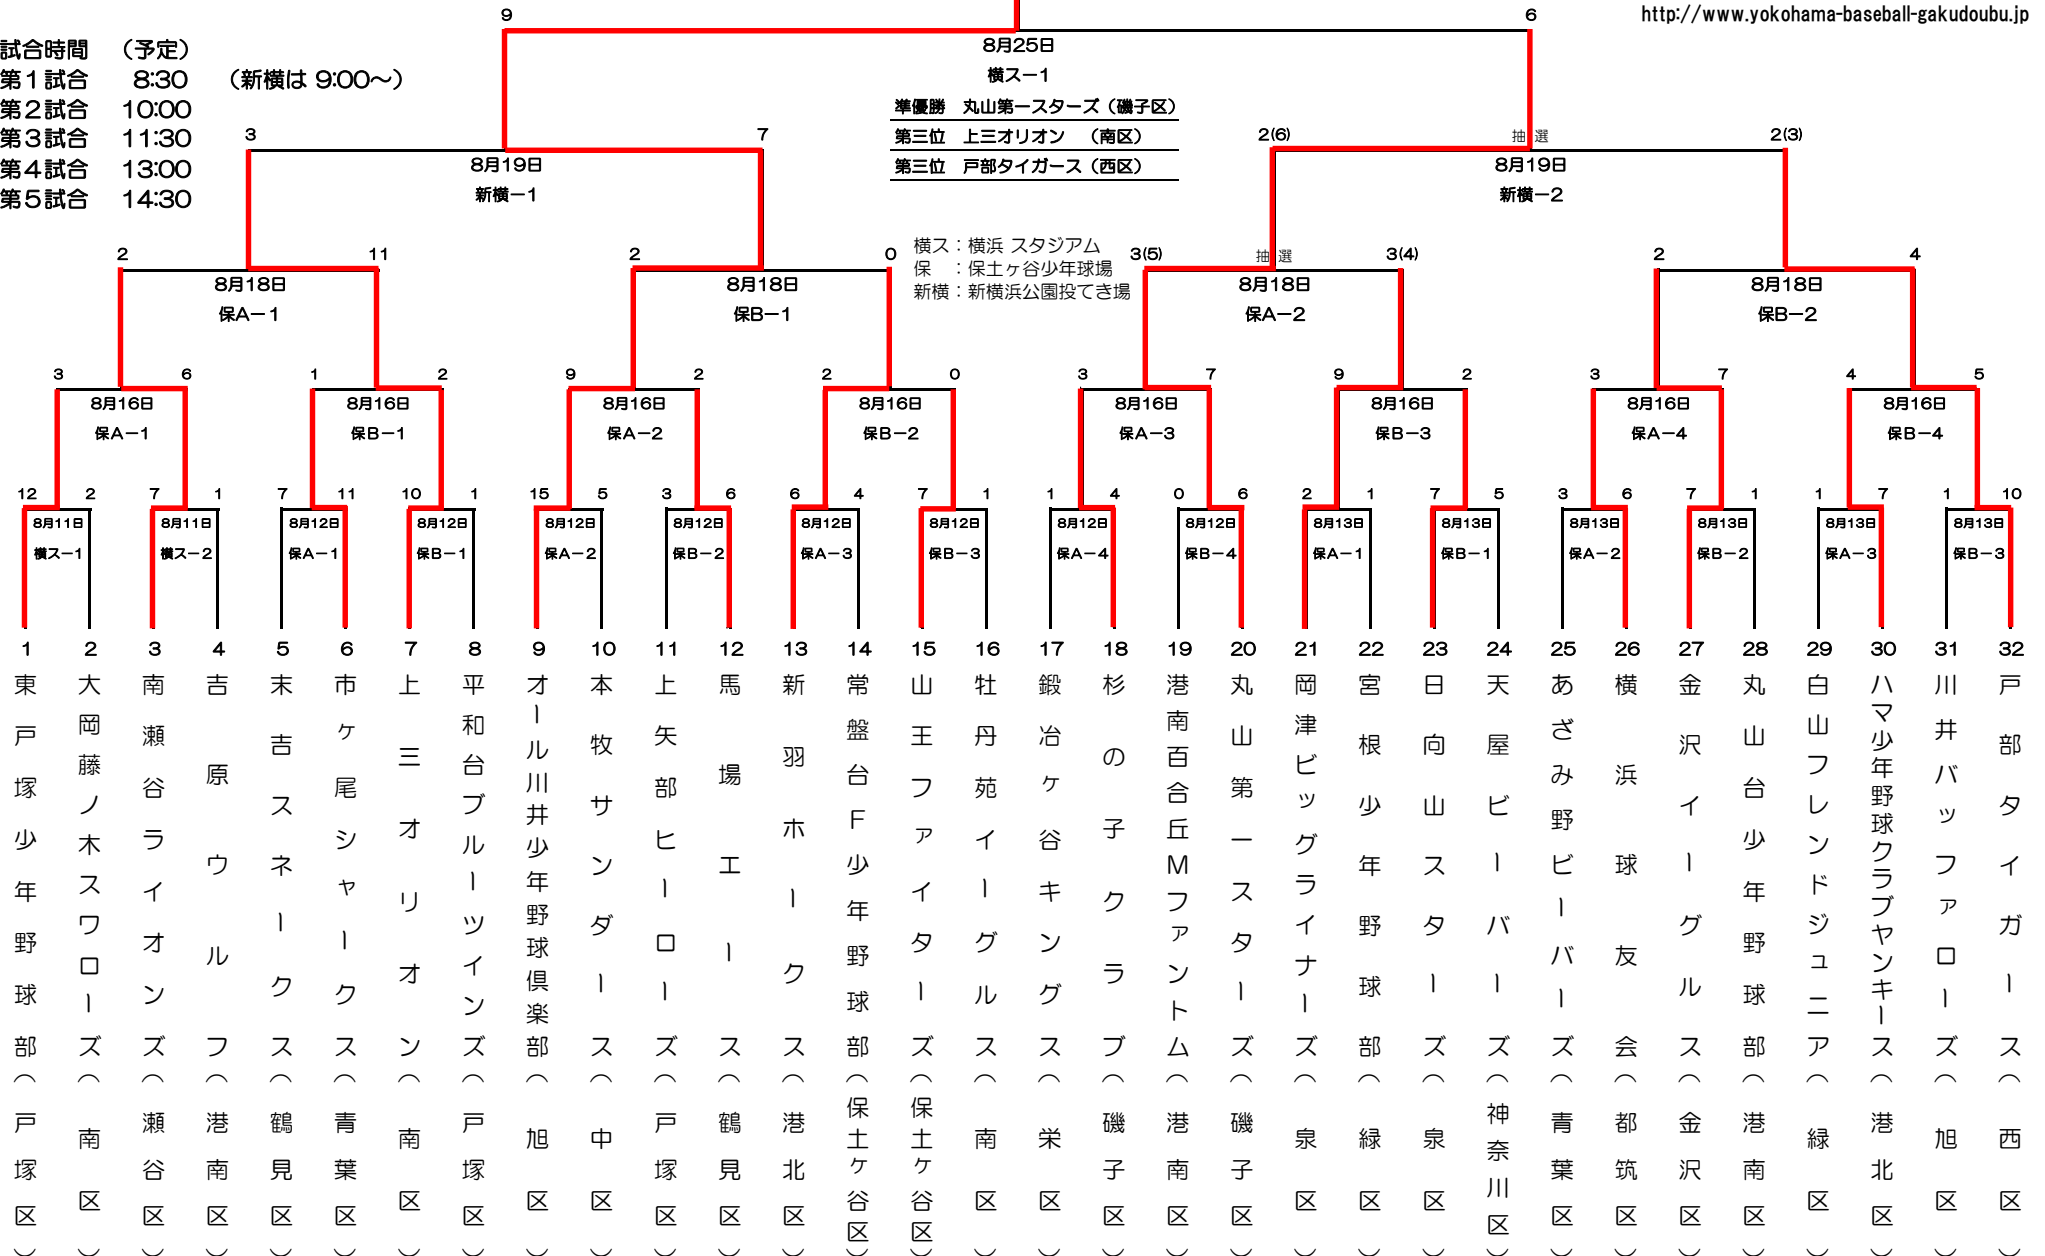 http://www.yokohama-baseball-gakudoubu.jp
9 6
8月25日
横スー1
試合時間 （予定）
第1試合 8:30 （新横は 9:00～）
第2試合 10:00
第3試合 11:30
第4試合 13:00
第5試合 14:30
準優勝 丸山第一スターズ（磯子区）
第三位 上三オリオン （南区）
第三位 戸部タイガース（西区）
3 7 2(6) 抽選 2(3)
8月19日 8月19日
新横ー1 新横ー2
横ス：横浜 スタジアム
保 ：保土ヶ谷少年球場
新横：新横浜公園投てき場
2 11 2 0 3(5) 抽選 3(4) 2 4
8月18日 8月18日 8月18日 8月18日
保Aー1 保Bー1 保Aー2 保Bー2
3 6 1 2 9 2 2 0 3 7 9 2 3 7 4 5
8月16日 8月16日 8月16日 8月16日 8月16日 8月16日 8月16日 8月16日
保Aー1 保Bー1 保Aー2 保Bー2 保Aー3 保Bー3 保Aー4 保Bー4
12 2 7 1 7 11 10 1 15 5 3 6 6 4 7 1 1 4 0 6 2 1 7 5 3 6 7 1 1 7 1 10
8月11日 8月11日 8月12日 8月12日 8月12日 8月12日 8月12日 8月12日 8月12日 8月12日 8月13日 8月13日 8月13日 8月13日 8月13日 8月13日
横スー1 横スー2 保Aー1 保Bー1 保Aー2 保Bー2 保Aー3 保Bー3 保Aー4 保Bー4 保Aー1 保Bー1 保Aー2 保Bー2 保Aー3 保Bー3
1 東戸塚少年野球部（戸塚区）
2 大岡藤ノ木スワローズ（南区）
3 南瀬谷ライオンズ（瀬谷区）
4 吉原ウルフ（港南区）
5 末吉スネークス（鶴見区）
6 市ヶ尾シャークス（青葉区）
7 上三オリオン（南区）
8 平和台ブルーツインズ（戸塚区）
9 オール川井少年野球倶楽部（旭区）
10 本牧サンダース（中区）
11 上矢部ヒーローズ（戸塚区）
12 馬場エース（鶴見区）
13 新羽ホークス（港北区）
14 常盤台F少年野球部（保土ケ谷区）
15 山王ファイターズ（保土ケ谷区）
16 牡丹苑イーグルス（南区）
17 鍛冶ヶ谷キングス（栄区）
18 杉の子クラブ（磯子区）
19 港南百合丘Mファントム（港南区）
20 丸山第一スターズ（磯子区）
21 岡津ビッグライナーズ（泉区）
22 宮根少年野球部（緑区）
23 日向山スターズ（泉区）
24 天屋ビーバーズ（神奈川区）
25 あざみ野ビーバーズ（青葉区）
26 横浜球友会（都筑区）
27 金沢イーグルス（金沢区）
28 丸山台少年野球部（港南区）
29 白山フレンドジュニア（緑区）
30 ハマ少年野球クラブヤンキース（港北区）
31 川井バッファローズ（旭区）
32 戸部タイガース（西区）